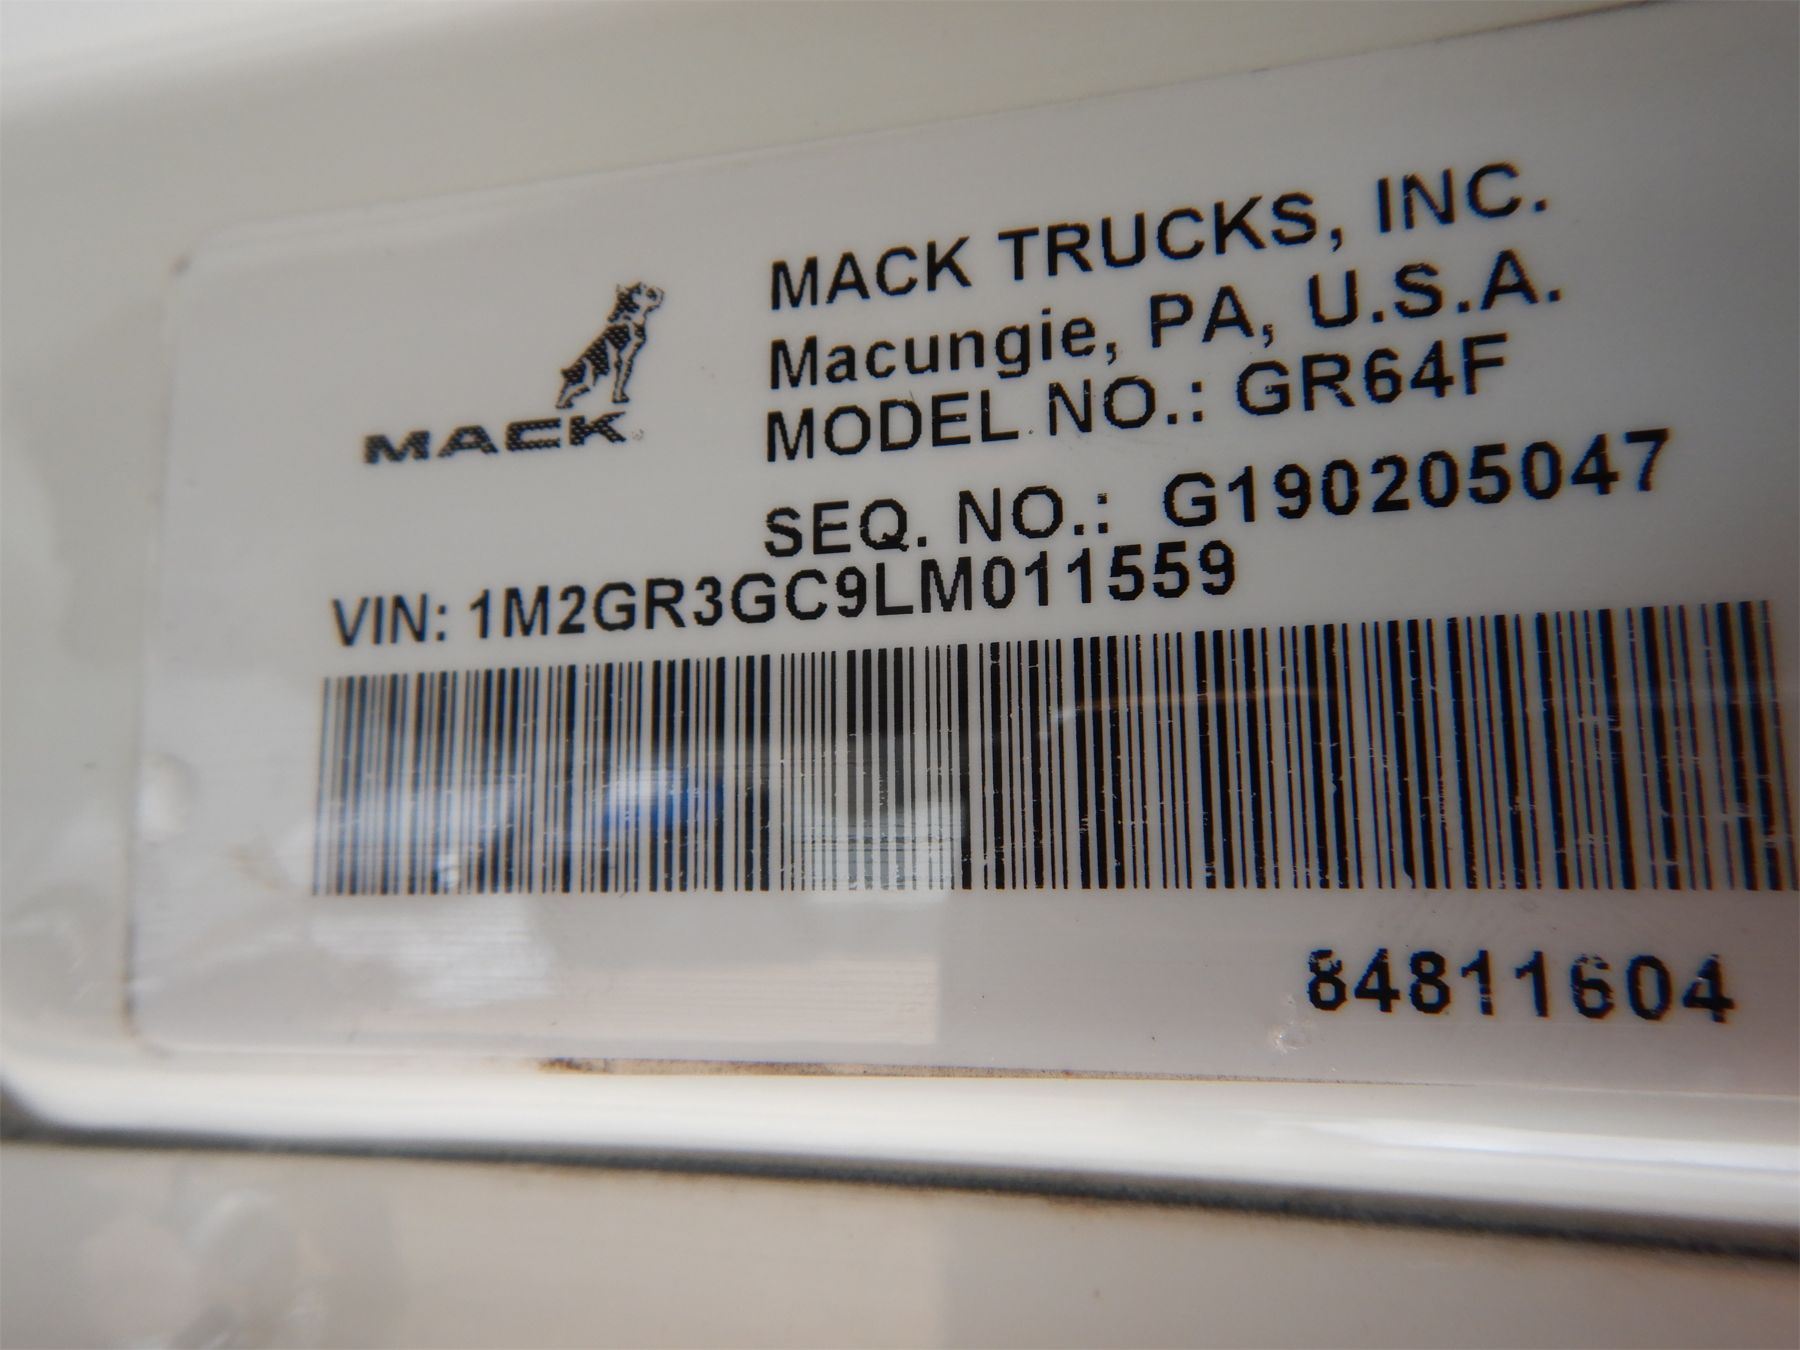 MACK
MACK TRUCKS, INC.
Macungie, PA, U.S.A.
MODEL NO.: GR64F
SEQ. NO.: G190205047
VIN: 1M2GR3GC9LM011559
84811604